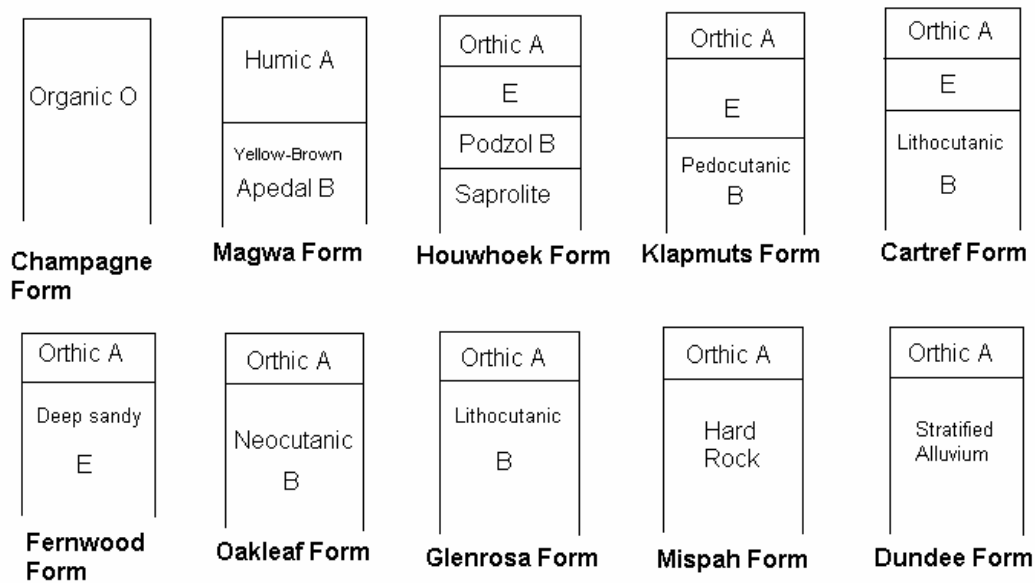 Organic O
Champagne
Form
Humic A
Yellow-Brown
Apedal B
Magwa Form
Orthic A
E
Podzol B
Saprolite
Houwhoek Form
Orthic A
E
Pedocutanic
B
Klapmuts Form
Orthic A
E
Lithocutanic
B
Cartref Form
Orthic A
Deep sandy
E
Fernwood
Form
Orthic A
Neocutanic
B
Oakleaf Form
Orthic A
Lithocutanic
B
Glenrosa Form
Orthic A
Hard
Rock
Mispah Form
Orthic A
Stratified
Alluvium
Dundee Form